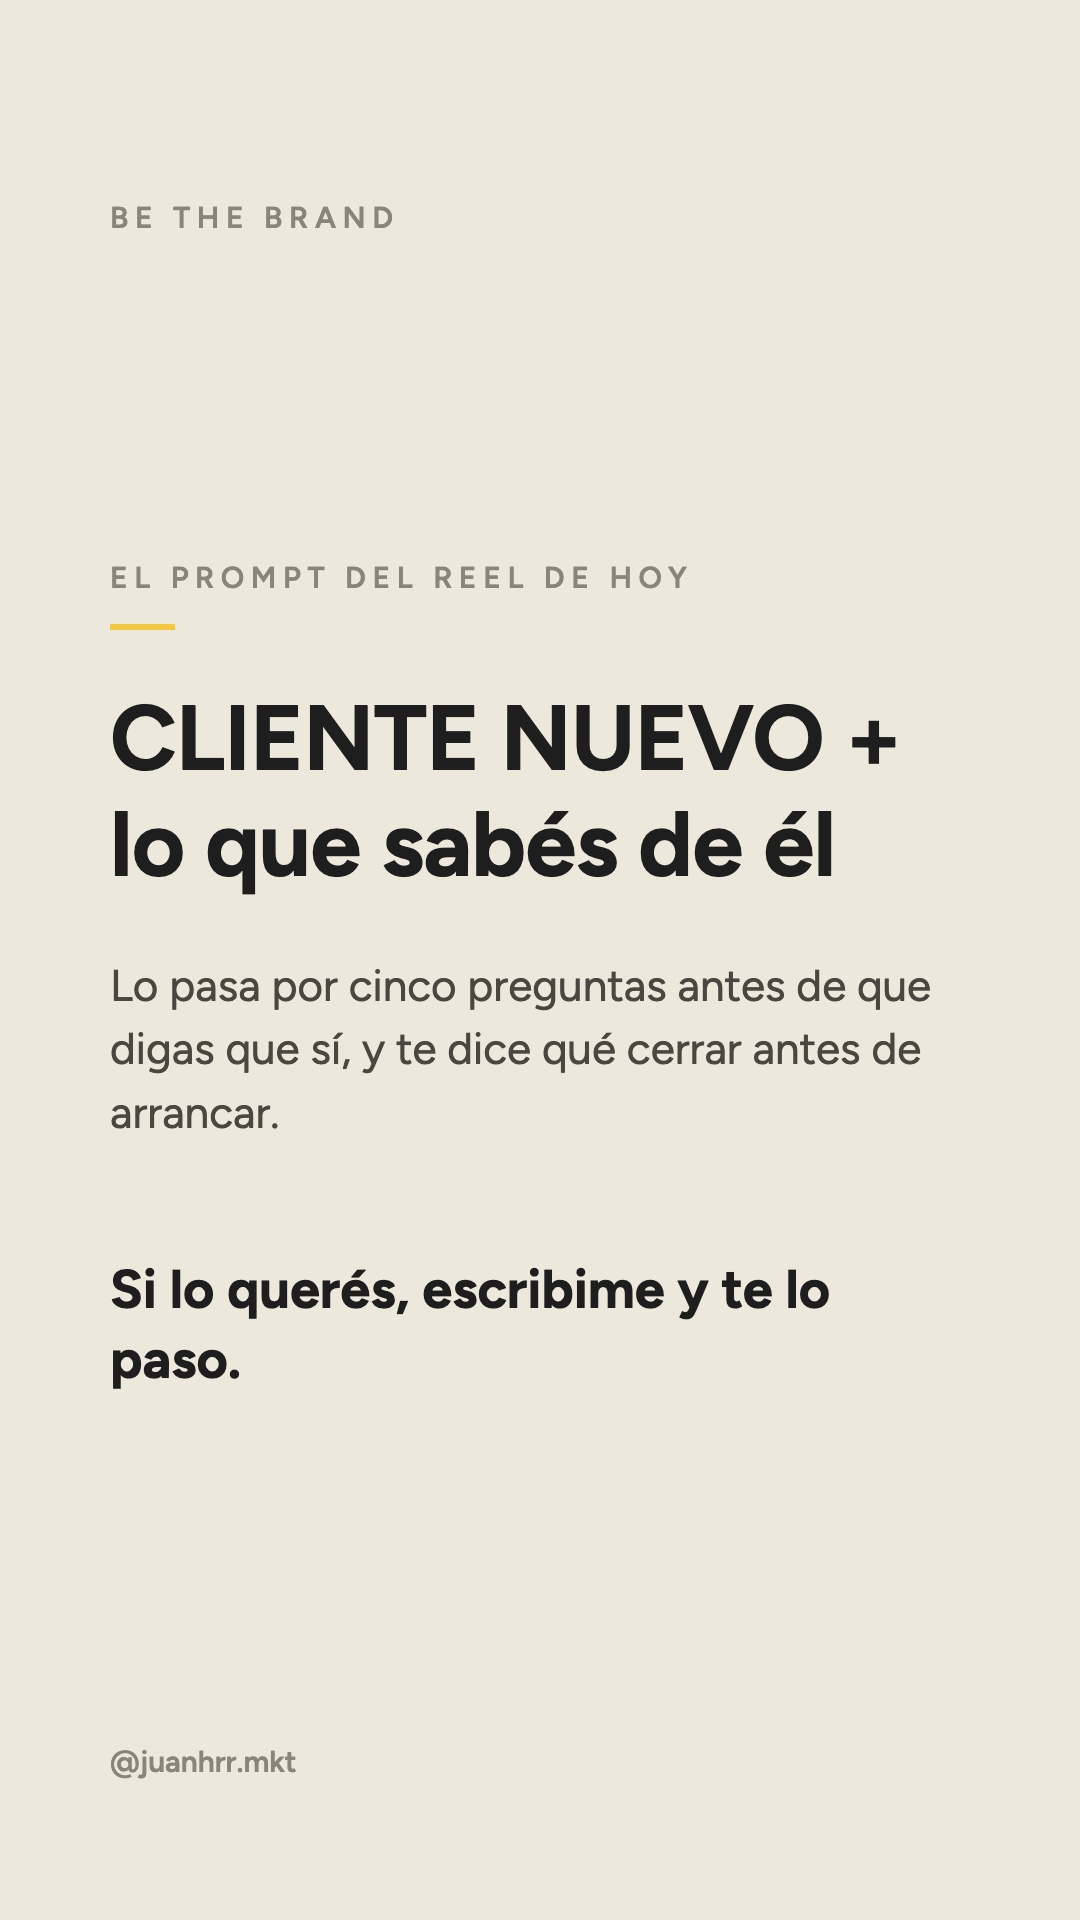 BE THE BRAND
EL PROMPT DEL REEL DE HOY
CLIENTE NUEVO +
lo que sabés de él
Lo pasa por cinco preguntas antes de que
digas que sí, y te dice qué cerrar antes de
arrancar.
Si lo querés, escribime y te lo
paso.
@juanhrr.mkt